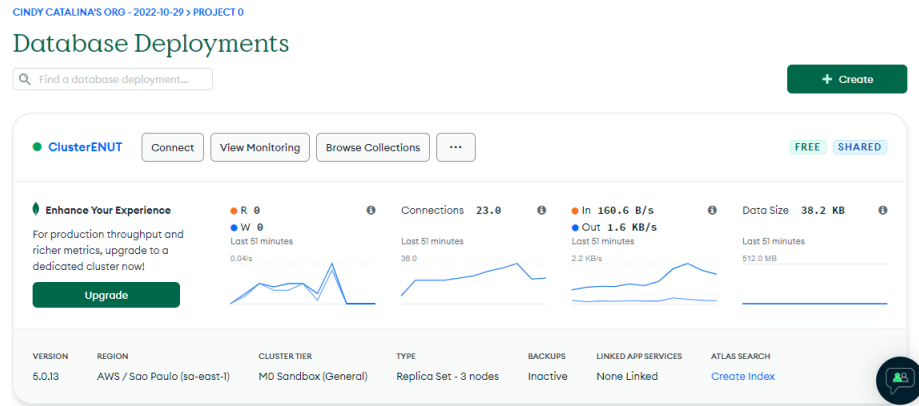 CINDY CATALINA'S ORG - 2022-10-29 > PROJECT 0
Database Deployments
Find a database deployment...
+ Create
ClusterENUT
Connect
View Monitoring
Browse Collections
...
FREE
SHARED
Enhance Your Experience
For production throughput and
richer metrics, upgrade to a
dedicated cluster now!
Upgrade
R 0
W 0
Last 51 minutes
0.04/s
Connections 23.0
Last 51 minutes
36.0
In 160.6 B/s
Out 1.6 KB/s
Last 51 minutes
2.2 KB/s
Data Size 38.2 KB
Last 51 minutes
512.0 MB
VERSION
5.0.13
REGION
AWS / Sao Paulo (sa-east-1)
CLUSTER TIER
M0 Sandbox (General)
TYPE
Replica Set - 3 nodes
BACKUPS
Inactive
LINKED APP SERVICES
None Linked
ATLAS SEARCH
Create Index